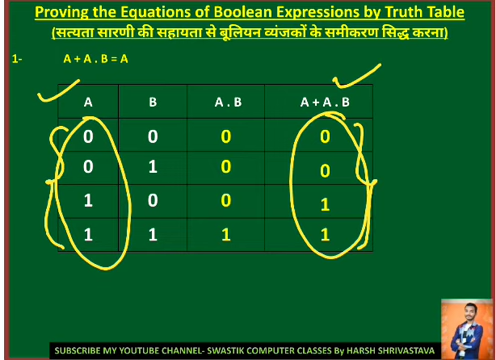 Proving the Equations of Boolean Expressions by Truth Table
(सत्यता सारणी की सहायता से बूलियन व्यंजकों के समीकरण सिद्ध करना)
1- A + A . B = A
A B A . B A + A . B
0 0 0 0
0 1 0 0
1 0 0 1
1 1 1 1
SUBSCRIBE MY YOUTUBE CHANNEL- SWASTIK COMPUTER CLASSES By HARSH SHRIVASTAVA